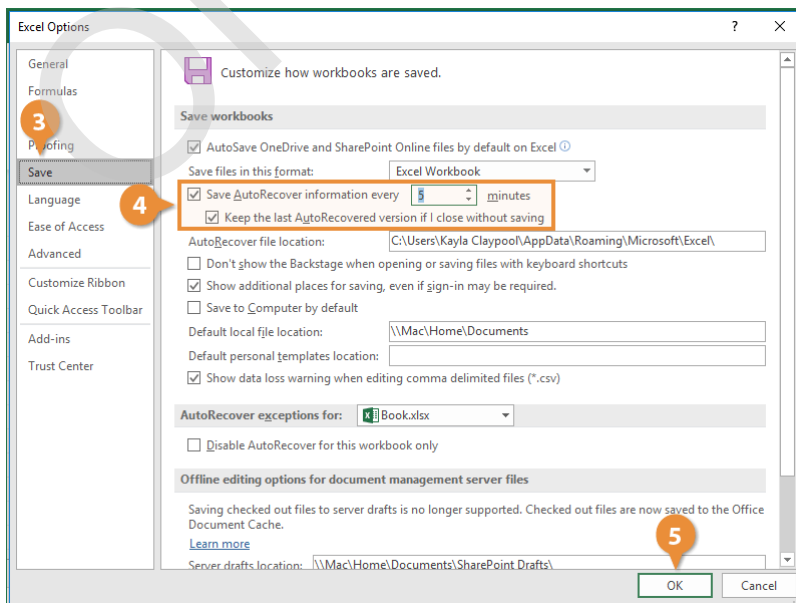 Excel Options ? ×
General
Formulas
3
Proofing
Save
Language
Ease of Access
Advanced
Customize Ribbon
Quick Access Toolbar
Add-ins
Trust Center
Customize how workbooks are saved.
Save workbooks
AutoSave OneDrive and SharePoint Online files by default on Excel
Save files in this format: Excel Workbook
4
Save AutoRecover information every 5 minutes
Keep the last AutoRecovered version if I close without saving
AutoRecover file location: C:\Users\Kayla Claypool\AppData\Roaming\Microsoft\Excel\
Don't show the Backstage when opening or saving files with keyboard shortcuts
Show additional places for saving, even if sign-in may be required.
Save to Computer by default
Default local file location: \\Mac\Home\Documents
Default personal templates location:
Show data loss warning when editing comma delimited files (*.csv)
AutoRecover exceptions for: Book.xlsx
Disable AutoRecover for this workbook only
Offline editing options for document management server files
Saving checked out files to server drafts is no longer supported. Checked out files are now saved to the Office
Document Cache.
Learn more
Server drafts location: \\Mac\Home\Documents\SharePoint Drafts\
5
OK Cancel